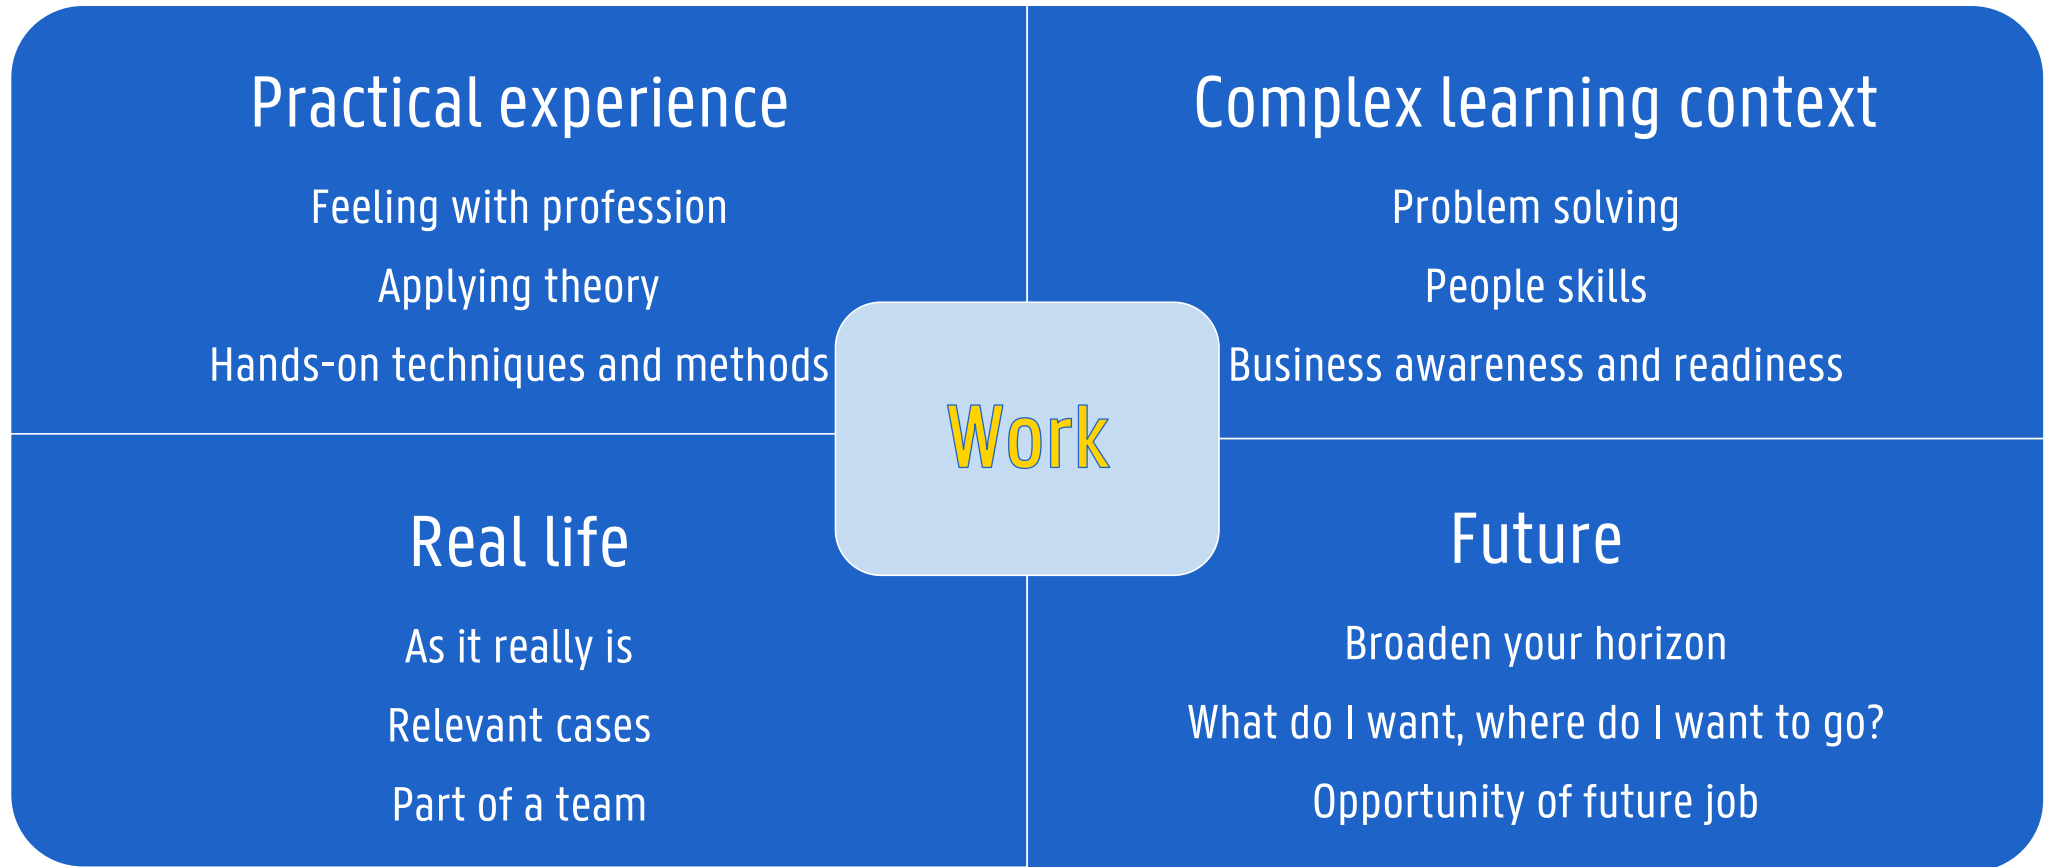 Practical experience
Feeling with profession
Applying theory
Hands-on techniques and methods
Complex learning context
Problem solving
People skills
Business awareness and readiness
Work
Real life
As it really is
Relevant cases
Part of a team
Future
Broaden your horizon
What do I want, where do I want to go?
Opportunity of future job